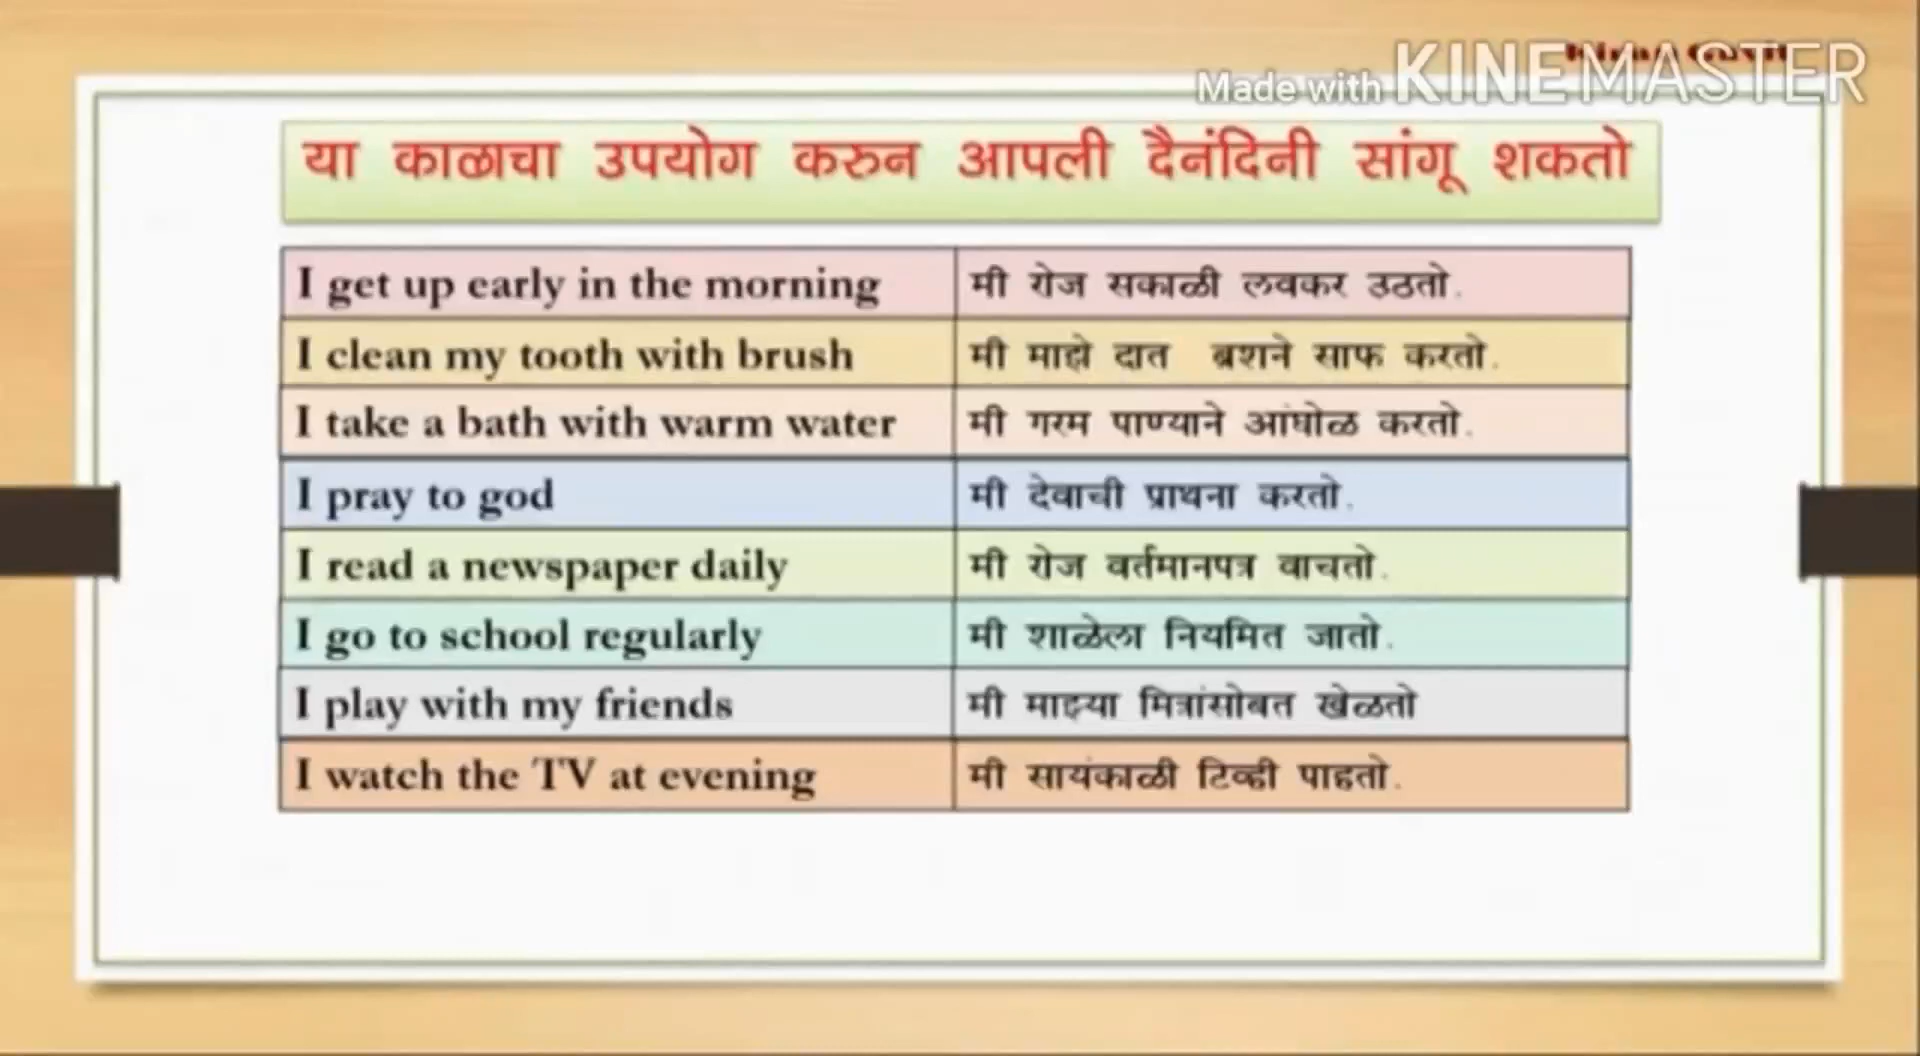 Made with KINEMASTER
या काळाचा उपयोग करुन आपली दैनंदिनी सांगू शकतो
I get up early in the morning मी रोज सकाळी लवकर उठतो.
I clean my tooth with brush मी माझे दात ब्रशने साफ करतो.
I take a bath with warm water मी गरम पाण्याने आंघोळ करतो.
I pray to god मी देवाची प्राथना करतो.
I read a newspaper daily मी रोज वर्तमानपत्र वाचतो.
I go to school regularly मी शाळेला नियमित जातो.
I play with my friends मी माझ्या मित्रांसोबत खेळतो
I watch the TV at evening मी सायंकाळी टिव्ही पाहतो.